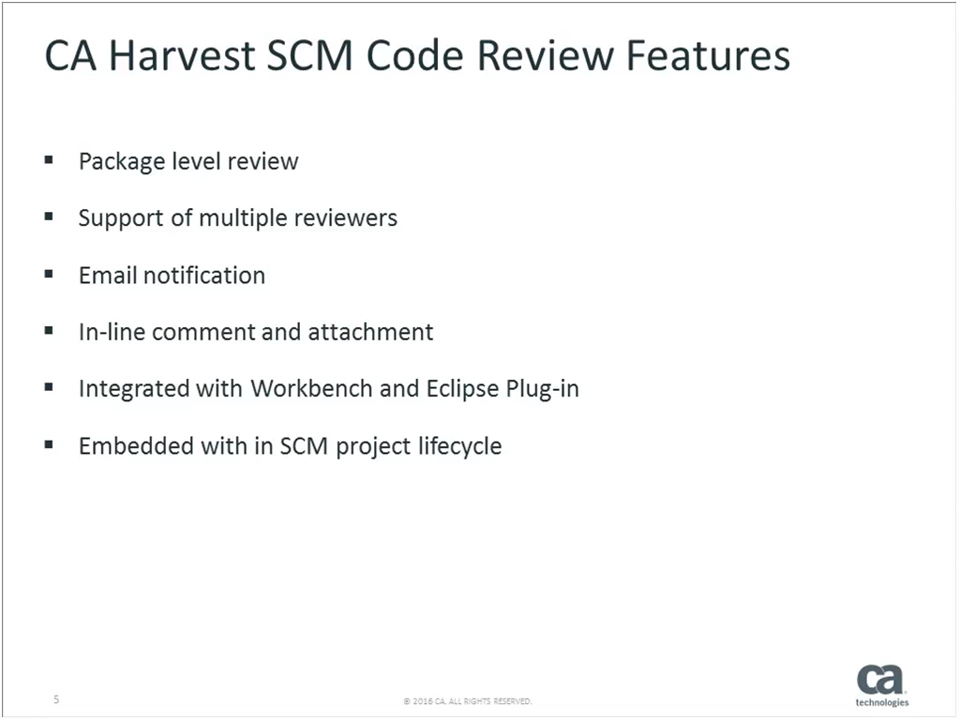 CA Harvest SCM Code Review Features
▪ Package level review
▪ Support of multiple reviewers
▪ Email notification
▪ In-line comment and attachment
▪ Integrated with Workbench and Eclipse Plug-in
▪ Embedded with in SCM project lifecycle
5
© 2016 CA. ALL RIGHTS RESERVED.
ca
technologies